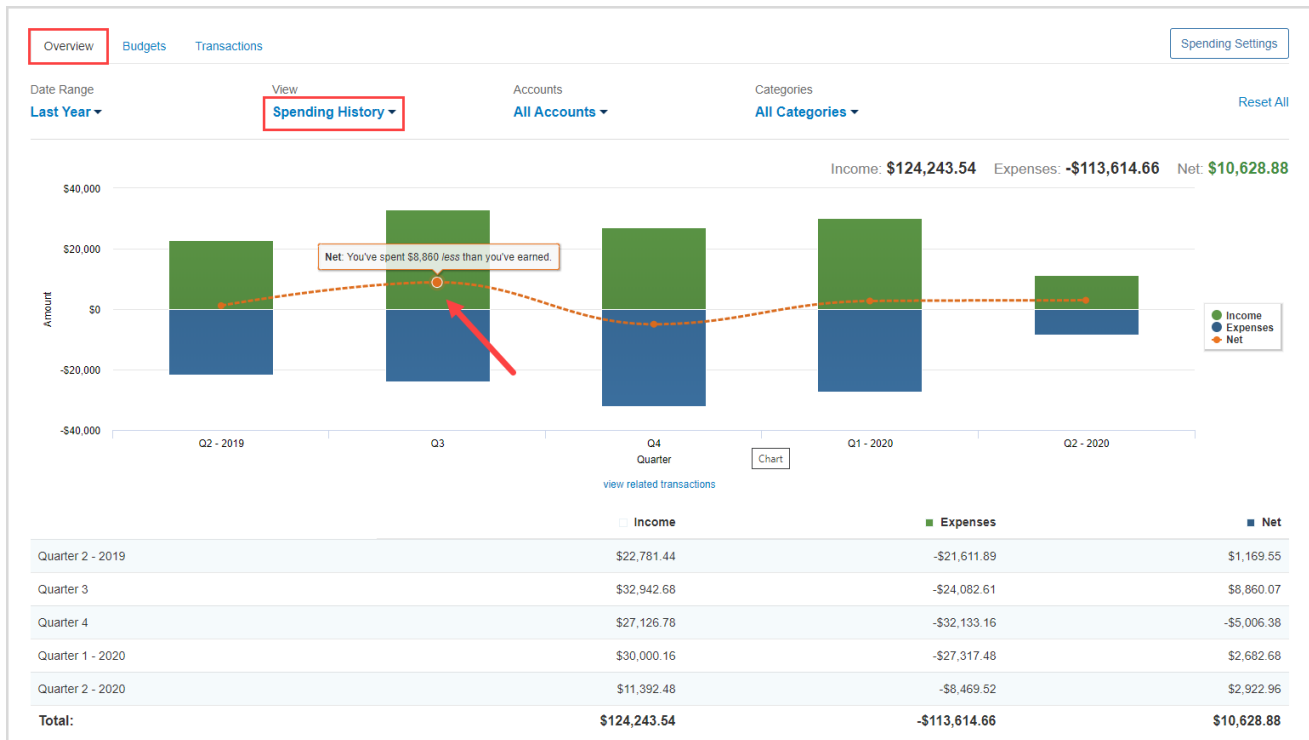 Overview Budgets Transactions Spending Settings
Date Range View Accounts Categories
Last Year Spending History All Accounts All Categories Reset All
Income: $124,243.54 Expenses: -$113,614.66 Net: $10,628.88
$40,000
$20,000
Net: You've spent $8,860 less than you've earned.
$0
Amount
Income
Expenses
Net
-$20,000
-$40,000
Q2 - 2019 Q3 Q4 Q1 - 2020 Q2 - 2020
Quarter Chart
view related transactions
Income Expenses Net
Quarter 2 - 2019 $22,781.44 -$21,611.89 $1,169.55
Quarter 3 $32,942.68 -$24,082.61 $8,860.07
Quarter 4 $27,126.78 -$32,133.16 -$5,006.38
Quarter 1 - 2020 $30,000.16 -$27,317.48 $2,682.68
Quarter 2 - 2020 $11,392.48 -$8,469.52 $2,922.96
Total: $124,243.54 -$113,614.66 $10,628.88